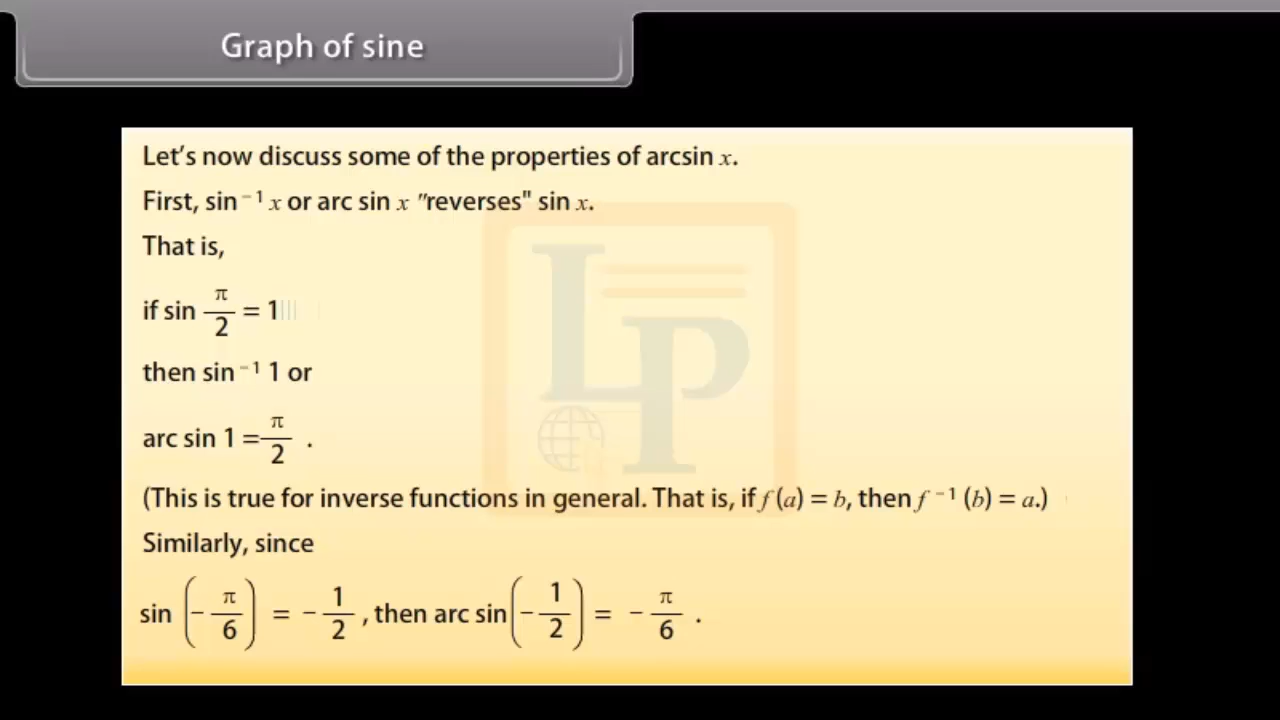 Graph of sine
Let's now discuss some of the properties of arcsin x.
First, sin⁻¹ x or arc sin x "reverses" sin x.
That is,
if sin π/2 = 1
then sin⁻¹ 1 or
arc sin 1 = π/2 .
(This is true for inverse functions in general. That is, if f (a) = b, then f ⁻¹ (b) = a.)
Similarly, since
sin (- π/6) = - 1/2 , then arc sin (- 1/2) = - π/6 .
LP